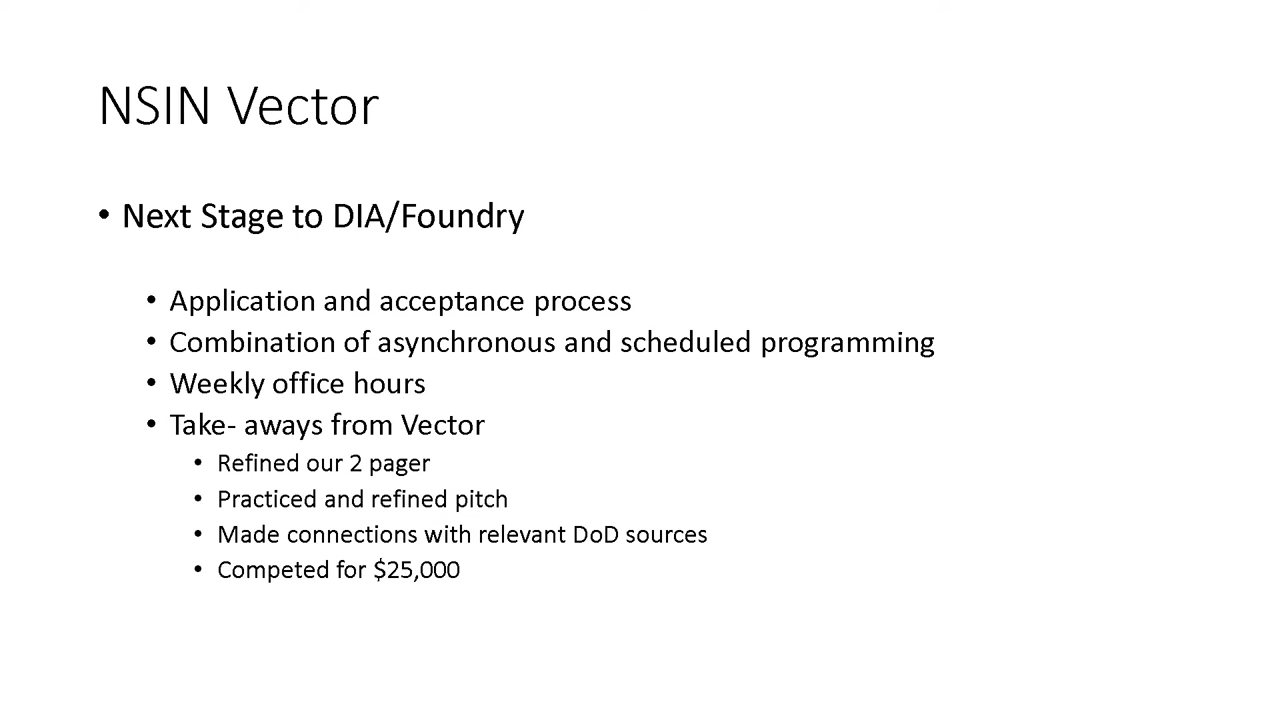 NSIN Vector
• Next Stage to DIA/Foundry
• Application and acceptance process
• Combination of asynchronous and scheduled programming
• Weekly office hours
• Take- aways from Vector
• Refined our 2 pager
• Practiced and refined pitch
• Made connections with relevant DoD sources
• Competed for $25,000